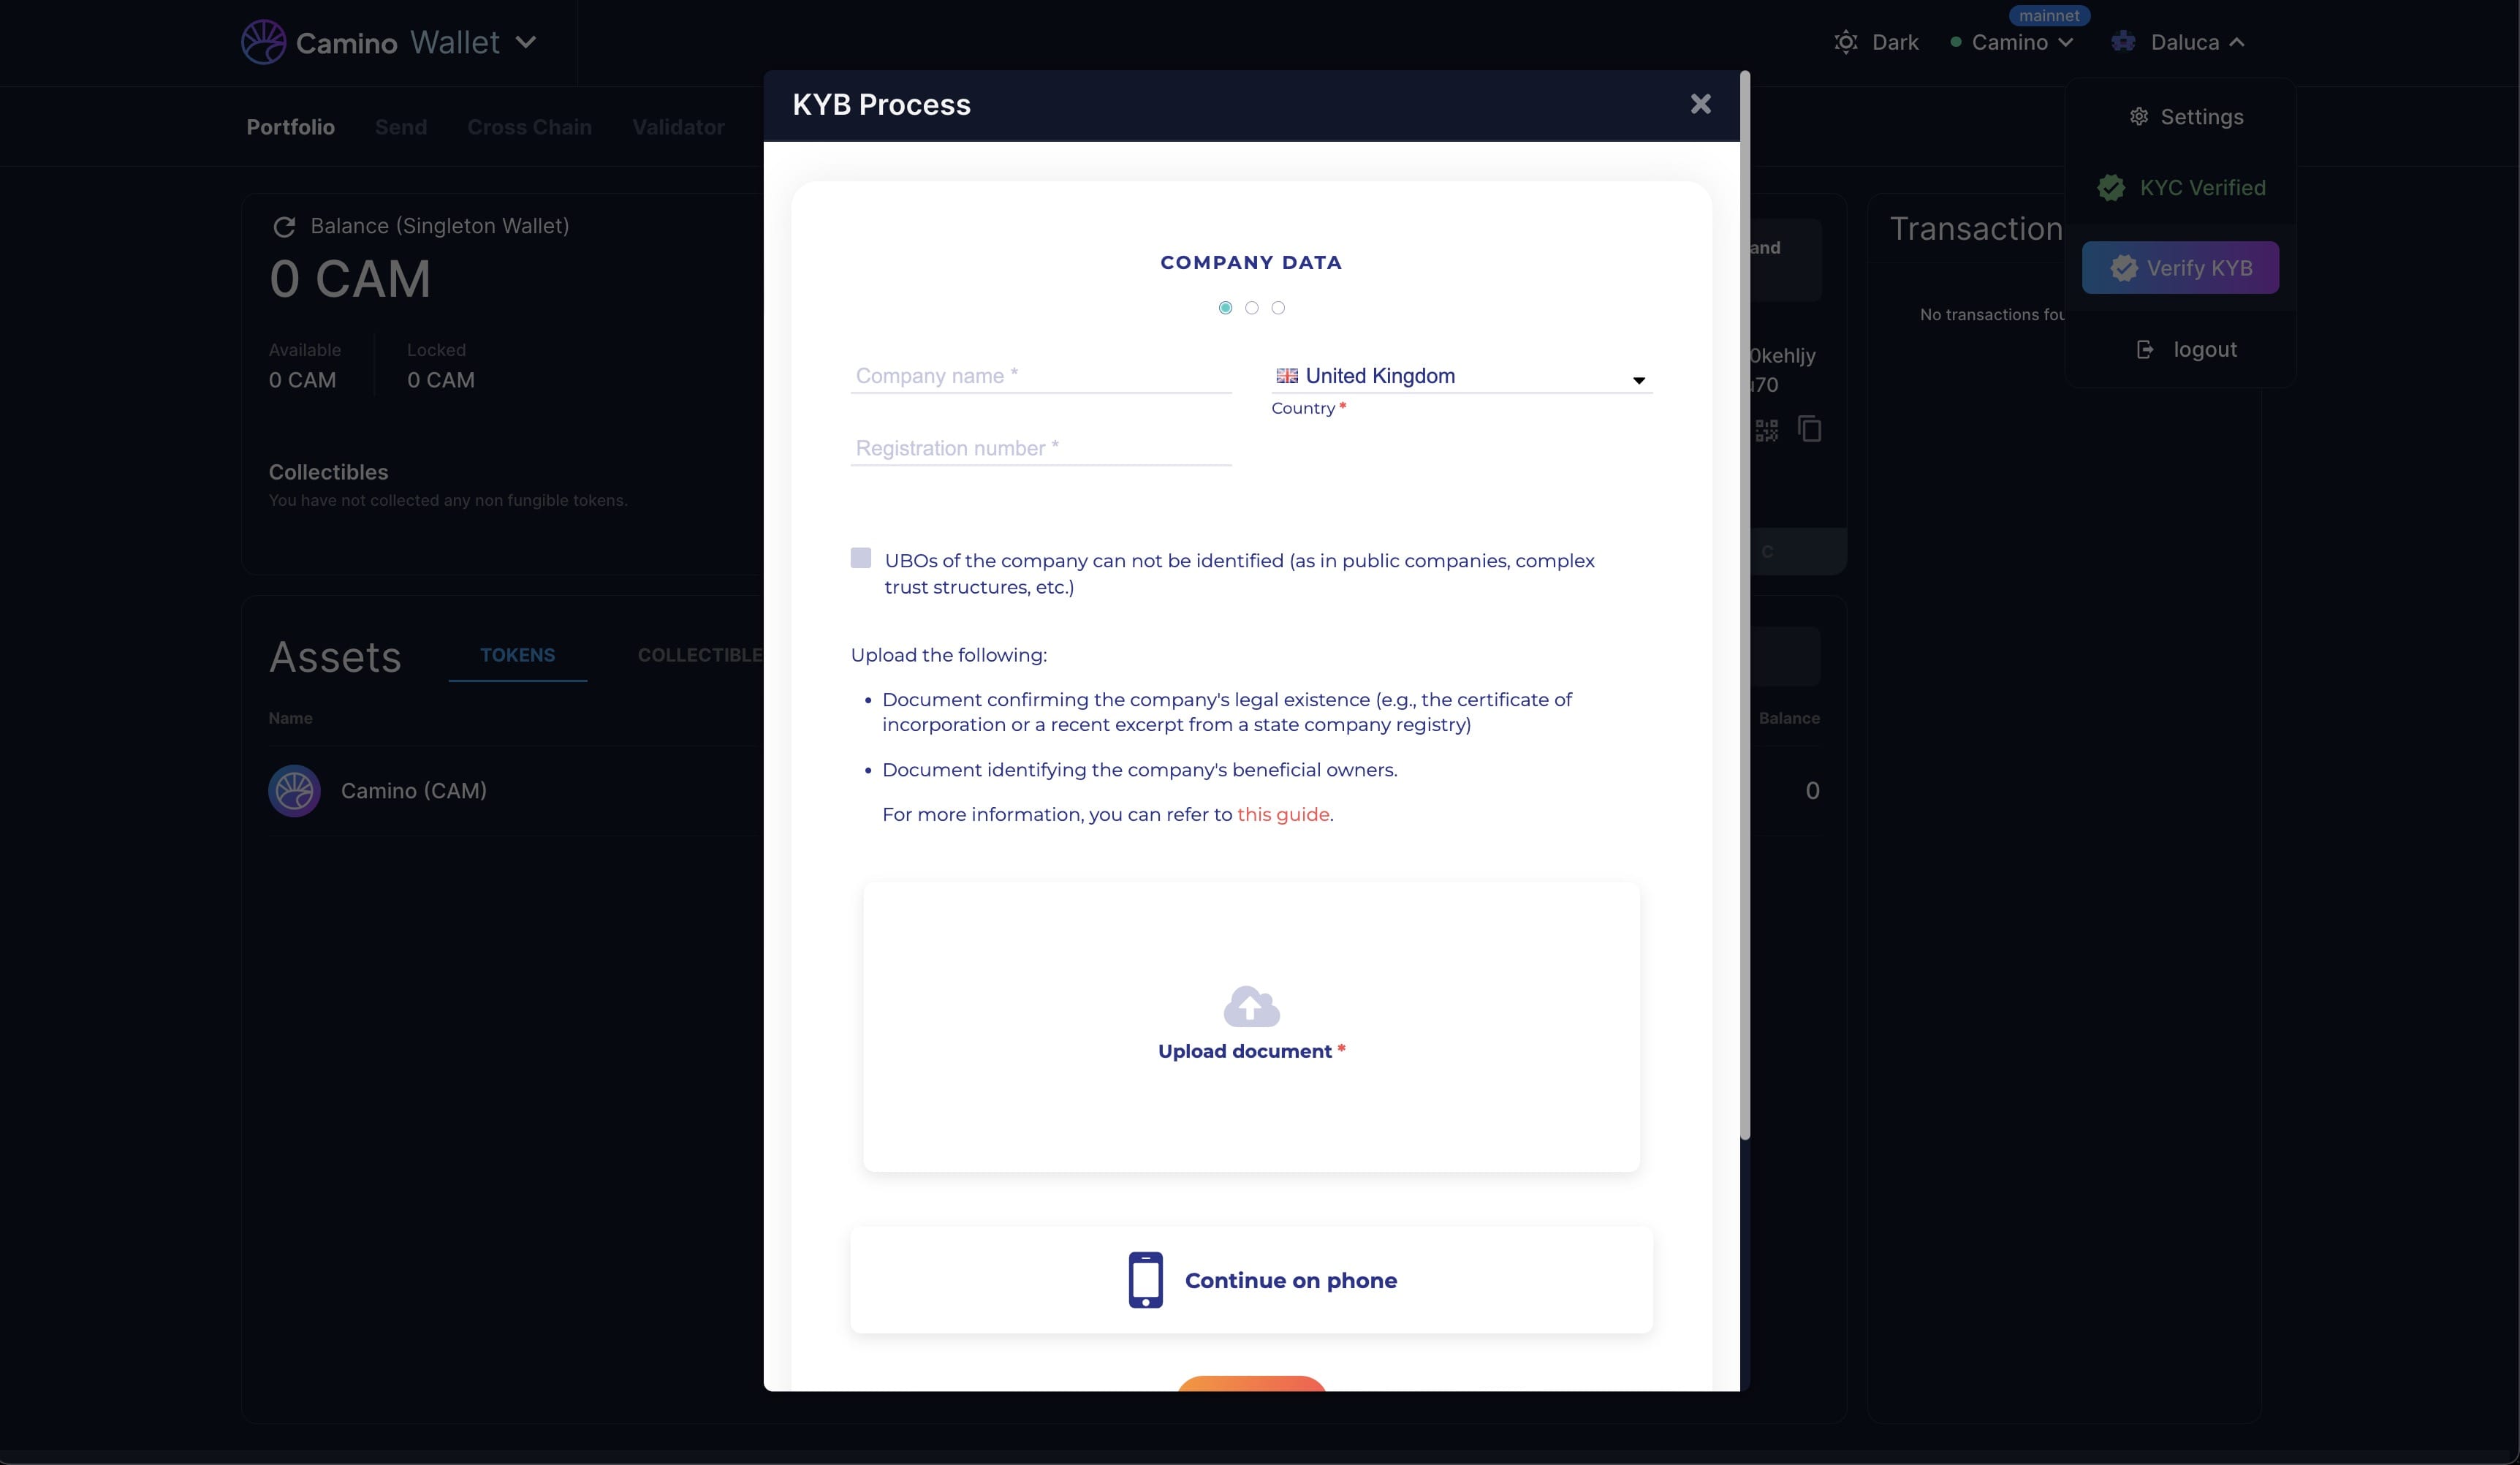 Camino Wallet
mainnet
Dark
Camino
Daluca
Portfolio
Send
Cross Chain
Validator
Settings
KYC Verified
Verify KYB
logout
Balance (Singleton Wallet)
0 CAM
Available
Locked
0 CAM
0 CAM
Collectibles
You have not collected any non fungible tokens.
Assets
TOKENS
COLLECTIBLE
Name
Balance
Camino (CAM)
0
KYB Process
COMPANY DATA
Company name *
United Kingdom
Country *
Registration number *
UBOs of the company can not be identified (as in public companies, complex
trust structures, etc.)
Upload the following:
• Document confirming the company's legal existence (e.g., the certificate of
incorporation or a recent excerpt from a state company registry)
• Document identifying the company's beneficial owners.
For more information, you can refer to this guide.
Upload document *
Continue on phone
and
0kehljy
u70
C
Transaction
No transactions fou